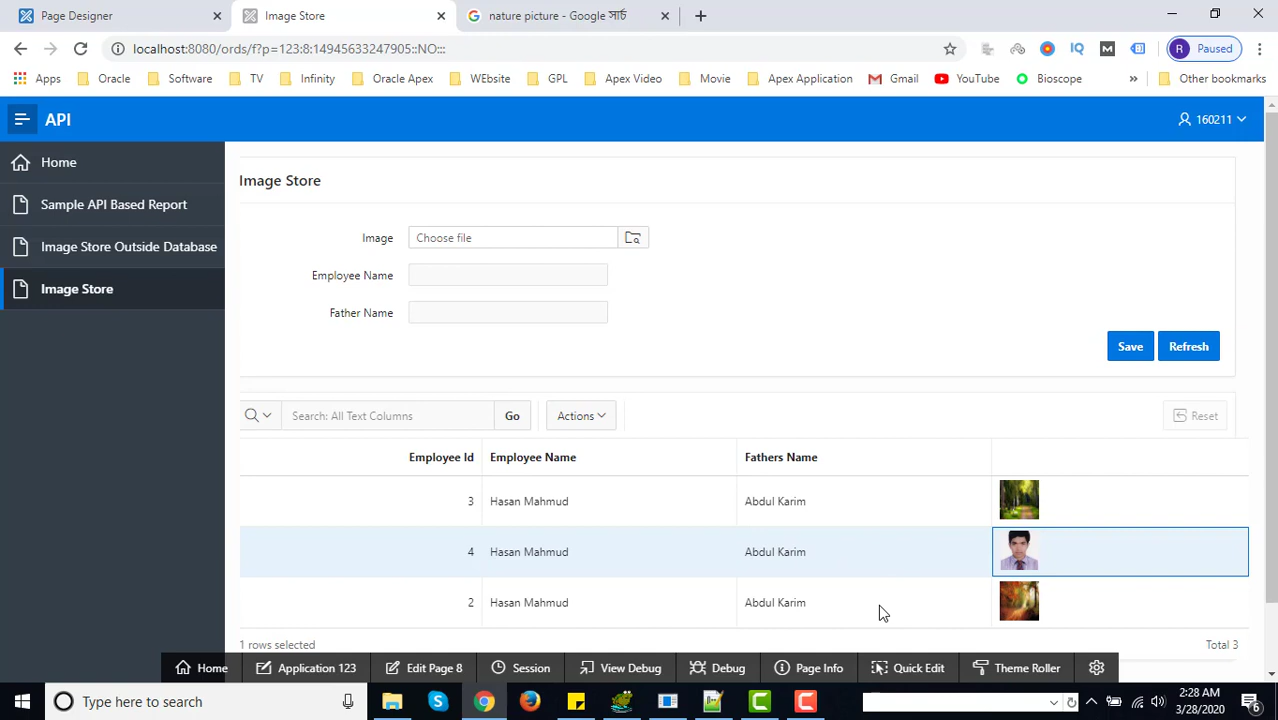 Page Designer
Image Store
nature picture - Google সার্চ
localhost:8080/ords/f?p=123:8:14945633247905::NO:::
IQ
M
R Paused
Apps
Oracle
Software
TV
Infinity
Oracle Apex
WEbsite
GPL
Apex Video
More
Apex Application
Gmail
YouTube
Bioscope
Other bookmarks
API
160211
Home
Sample API Based Report
Image Store Outside Database
Image Store
Image Store
Image
Choose file
Employee Name
Father Name
Save
Refresh
Search: All Text Columns
Go
Actions
Reset
Employee Id Employee Name Fathers Name
3 Hasan Mahmud Abdul Karim
4 Hasan Mahmud Abdul Karim
2 Hasan Mahmud Abdul Karim
1 rows selected
Total 3
Home
Application 123
Edit Page 8
Session
View Debug
Debug
Page Info
Quick Edit
Theme Roller
Type here to search
2:28 AM
3/28/2020
6